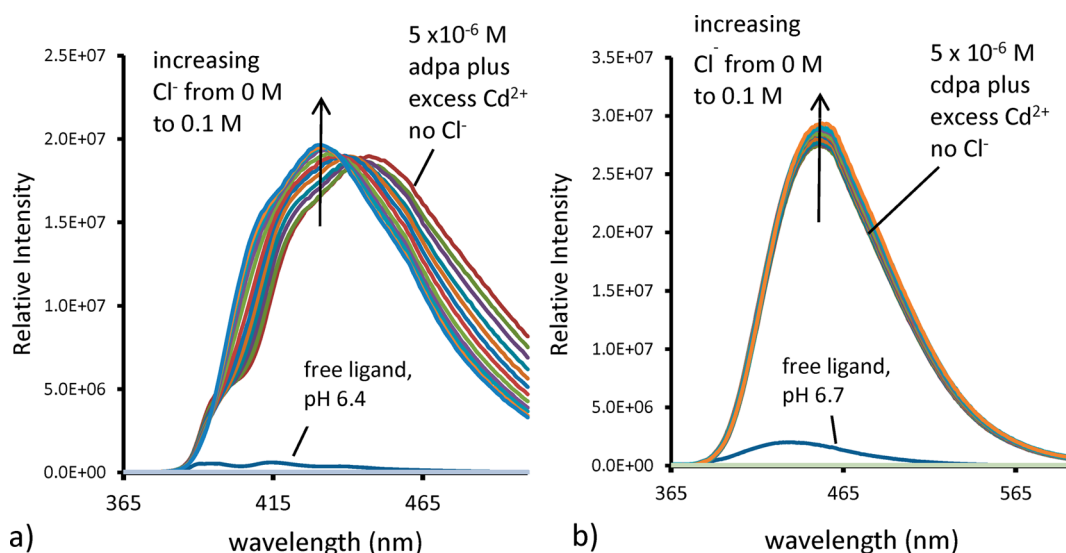 increasing
Cl⁻ from 0 M
to 0.1 M
5 x10⁻⁶ M
adpa plus
excess Cd²⁺
no Cl⁻
2.5E+07
2.0E+07
1.5E+07
1.0E+07
5.0E+06
0.0E+00
Relative Intensity
free ligand,
pH 6.4
365
415
465
wavelength (nm)
a)
increasing
Cl⁻ from 0 M
to 0.1 M
5 x 10⁻⁶ M
cdpa plus
excess Cd²⁺
no Cl⁻
3.5E+07
3.0E+07
2.0E+07
3.5E+07
1.0E+07
5.0E+06
0.0E+00
Relative Intensity
free ligand,
pH 6.7
365
465
565
wavelength (nm)
b)